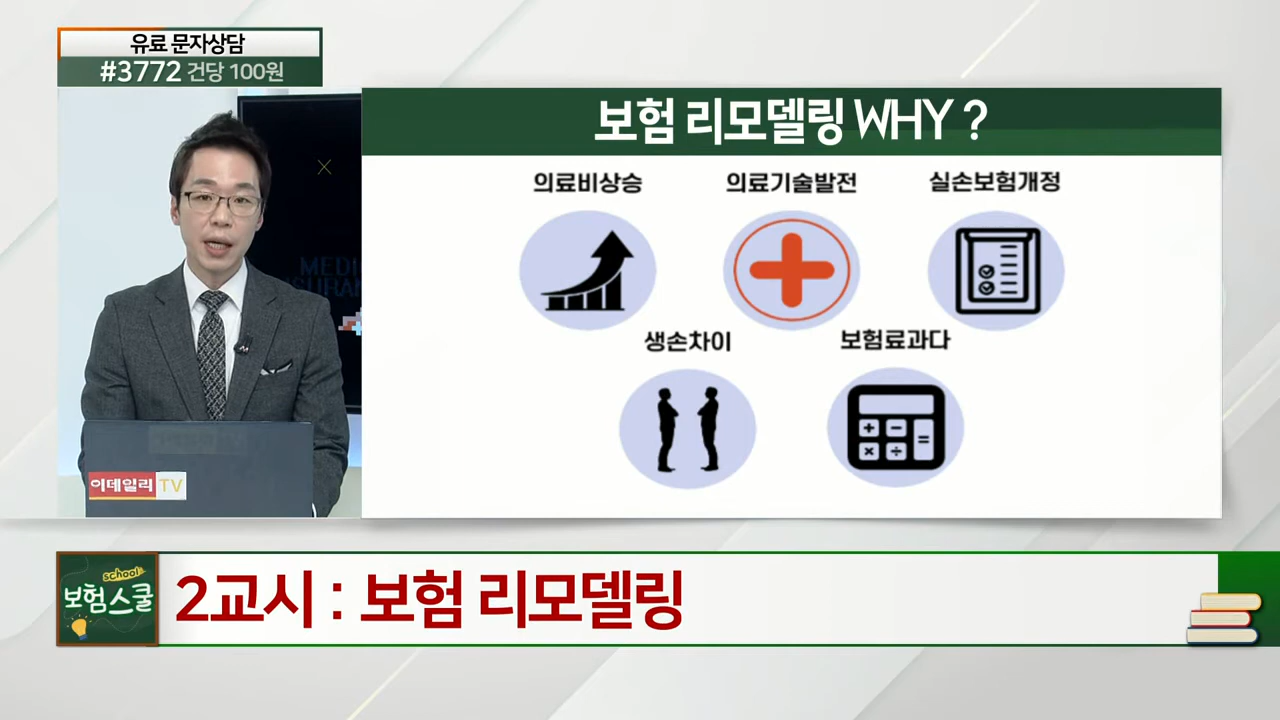 유료 문자상담
#3772 건당 100원
보험 리모델링 WHY ?
의료비상승
의료기술발전
실손보험개정
생손차이
보험료과다
이데일리 TV
school
보험스쿨
2교시 : 보험 리모델링